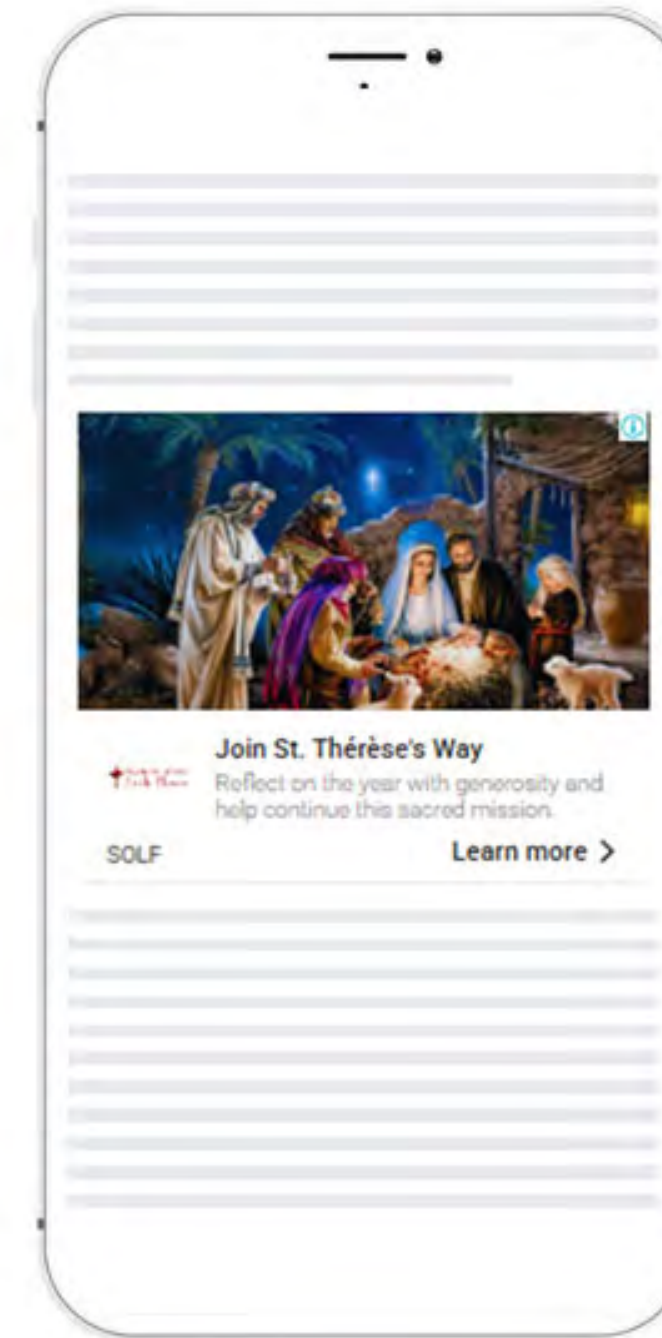 Join St. Thérèse's Way
Reflect on the year with generosity and
help continue this sacred mission.
SOLF
Learn more